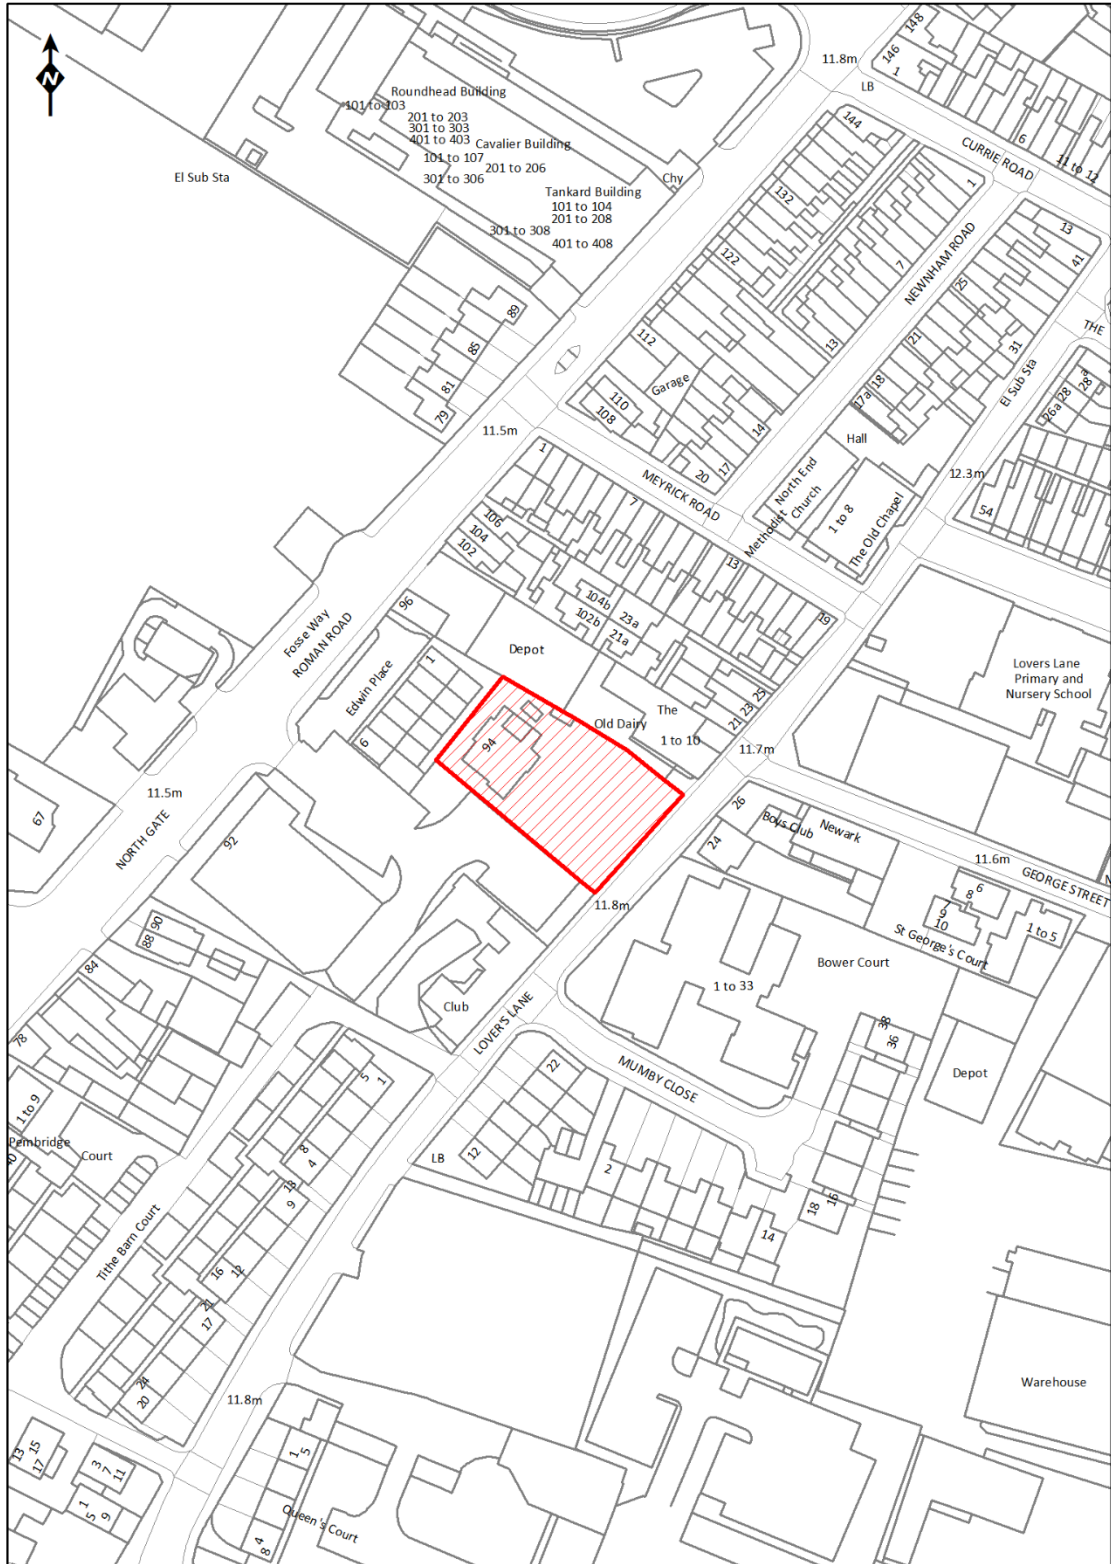 N
148
146
1
11.8m
LB
144
6
11 to 12
CURRIE ROAD
Roundhead Building
101 to 103
201 to 203
301 to 303
401 to 403
Cavalier Building
101 to 107
201 to 206
301 to 306
El Sub Sta
Chy
Tankard Building
101 to 104
201 to 208
301 to 308
401 to 408
132
1
13
41
122
7
NEWNHAM ROAD
25
89
85
81
79
112
13
21
31
THE
El Sub Sta
Garage
110
108
17a
18
28
28a
26a
14
17
20
Hall
11.5m
1
MEYRICK ROAD
7
North End
Methodist Church
1 to 8
The Old Chapel
12.3m
54
106
104
102
13
19
104b
102b
23a
21a
96
Fosse Way
ROMAN ROAD
Depot
1
Edwin Place
6
Lovers Lane
Primary and
Nursery School
25
23
21
The
Old Dairy
1 to 10
94
11.7m
11.5m
67
NORTH GATE
92
26
24
Boys Club
Newark
11.6m
GEORGE STREET
6
8
7
9
10
1 to 5
St George's Court
11.8m
90
88
84
Bower Court
1 to 33
Club
LOVER'S LANE
78
38
36
22
MUMBY CLOSE
Depot
5
1
1 to 9
Pembridge
Court
40
8
4
LB
12
2
13
9
18
16
14
Tithe Barn Court
16
12
21
17
24
20
11.8m
Warehouse
13
15
17
3
7
11
1
5
9
1
5
Queen's Court
4
8